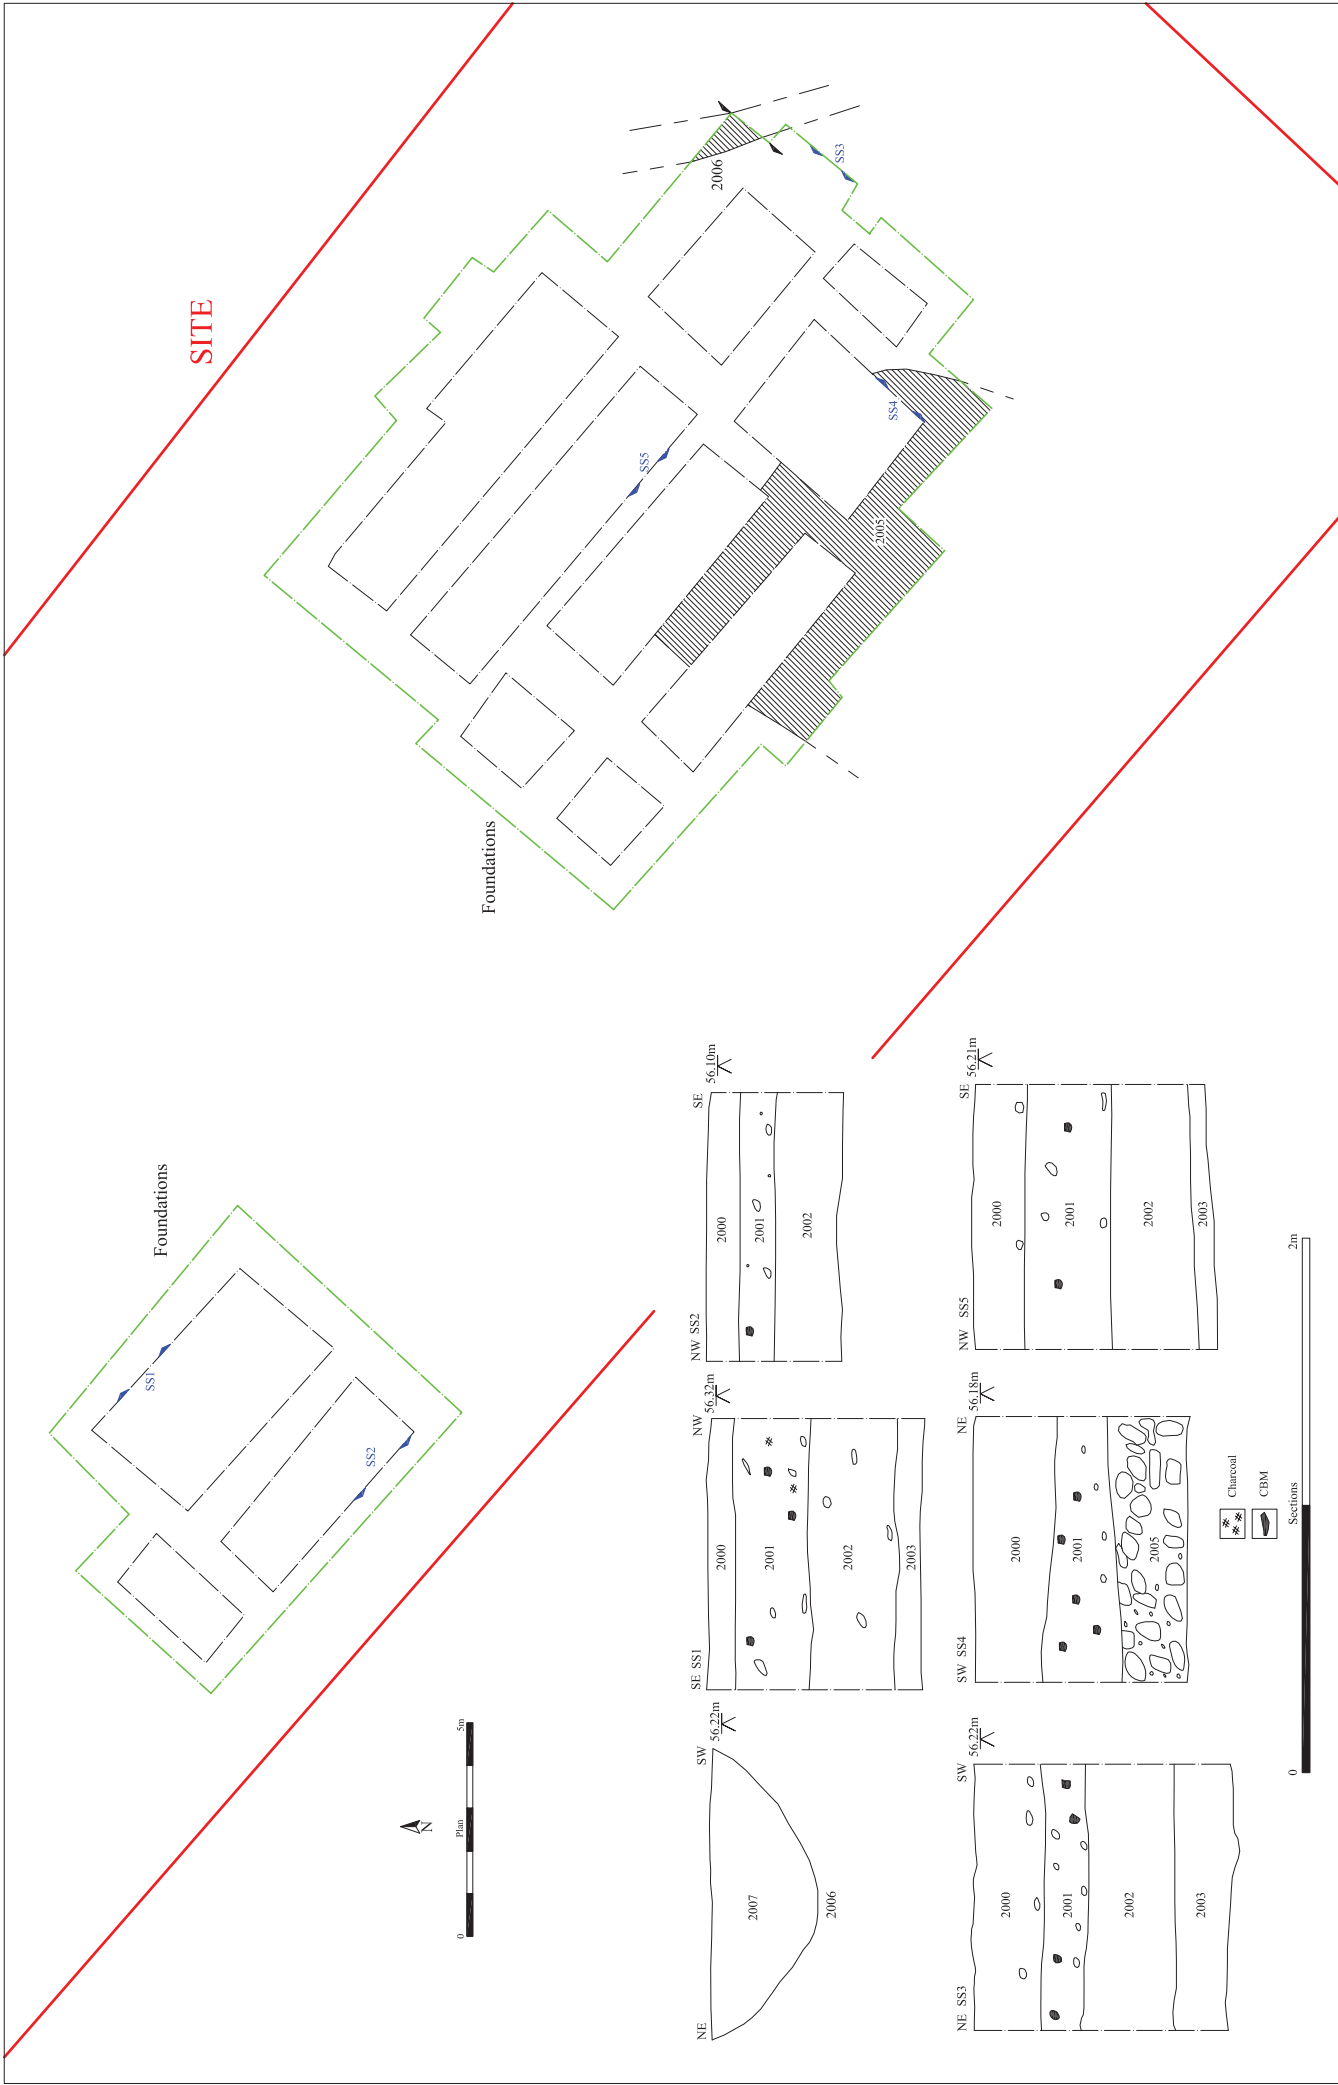 SITE
2006
SS3
SS4
SS5
2005
Foundations
Foundations
SS1
SS2
N
Plan
0
5m
NE
SW
56.22m
2007
2006
SE SS1
NW
56.32m
2000
2001
2002
2003
NW SS2
SE
56.10m
2000
2001
2002
NE SS3
SW
56.22m
2000
2001
2002
2003
SW SS4
NE
56.18m
2000
2001
2005
NW SS5
SE
56.21m
2000
2001
2002
2003
Charcoal
CBM
Sections
0
2m